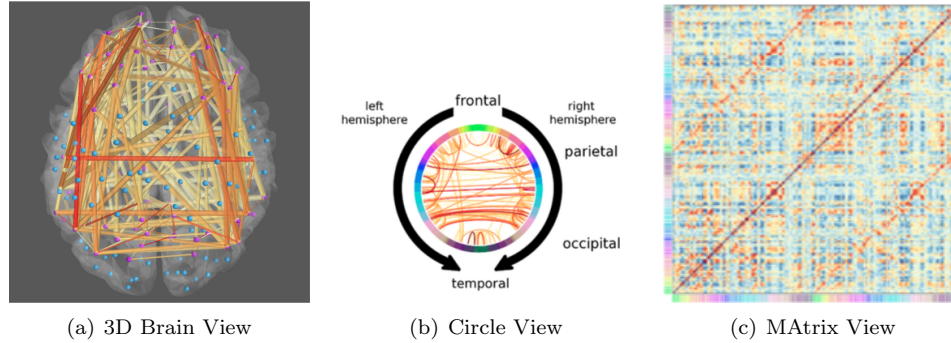 frontal
left
hemisphere
right
hemisphere
parietal
occipital
temporal
(a) 3D Brain View
(b) Circle View
(c) MAtrix View